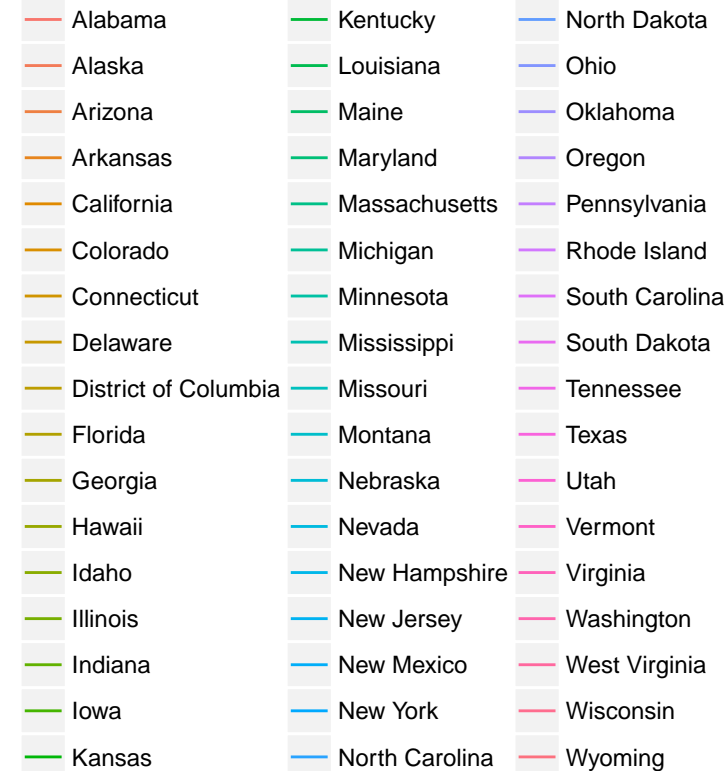 Alabama
Alaska
Arizona
Arkansas
California
Colorado
Connecticut
Delaware
District of Columbia
Florida
Georgia
Hawaii
Idaho
Illinois
Indiana
Iowa
Kansas
Kentucky
Louisiana
Maine
Maryland
Massachusetts
Michigan
Minnesota
Mississippi
Missouri
Montana
Nebraska
Nevada
New Hampshire
New Jersey
New Mexico
New York
North Carolina
North Dakota
Ohio
Oklahoma
Oregon
Pennsylvania
Rhode Island
South Carolina
South Dakota
Tennessee
Texas
Utah
Vermont
Virginia
Washington
West Virginia
Wisconsin
Wyoming